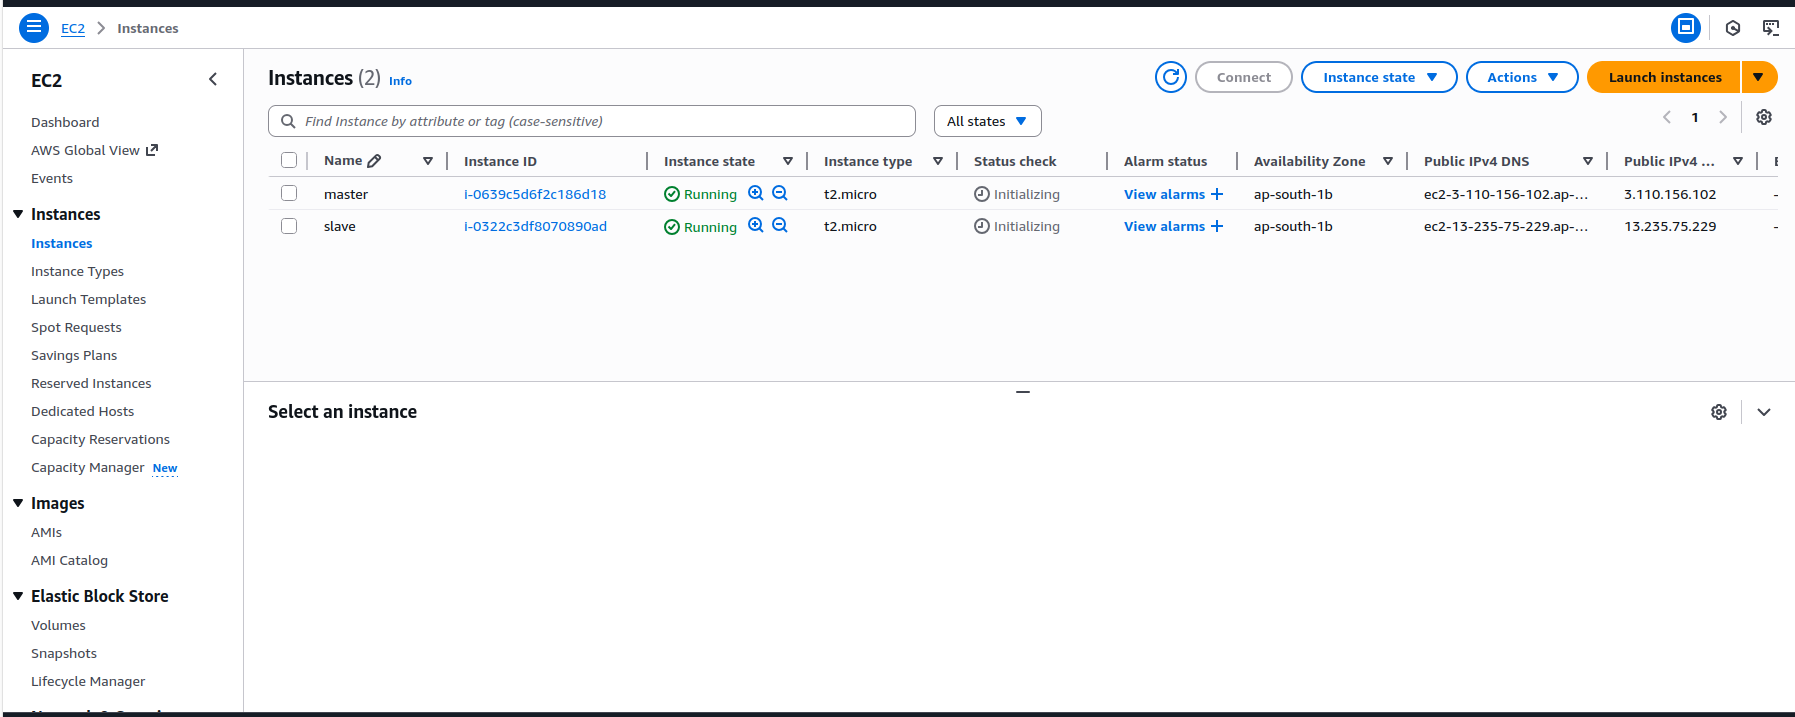 EC2 > Instances
EC2
Dashboard
AWS Global View
Events
Instances
Instances
Instance Types
Launch Templates
Spot Requests
Savings Plans
Reserved Instances
Dedicated Hosts
Capacity Reservations
Capacity Manager New
Images
AMIs
AMI Catalog
Elastic Block Store
Volumes
Snapshots
Lifecycle Manager
Instances (2) Info
Connect Instance state Actions Launch instances
Find Instance by attribute or tag (case-sensitive) All states 1
Name Instance ID Instance state Instance type Status check Alarm status Availability Zone Public IPv4 DNS Public IPv4 ...
master i-0639c5d6f2c186d18 Running t2.micro Initializing View alarms + ap-south-1b ec2-3-110-156-102.ap-... 3.110.156.102 –
slave i-0322c3df8070890ad Running t2.micro Initializing View alarms + ap-south-1b ec2-13-235-75-229.ap-... 13.235.75.229 –
Select an instance